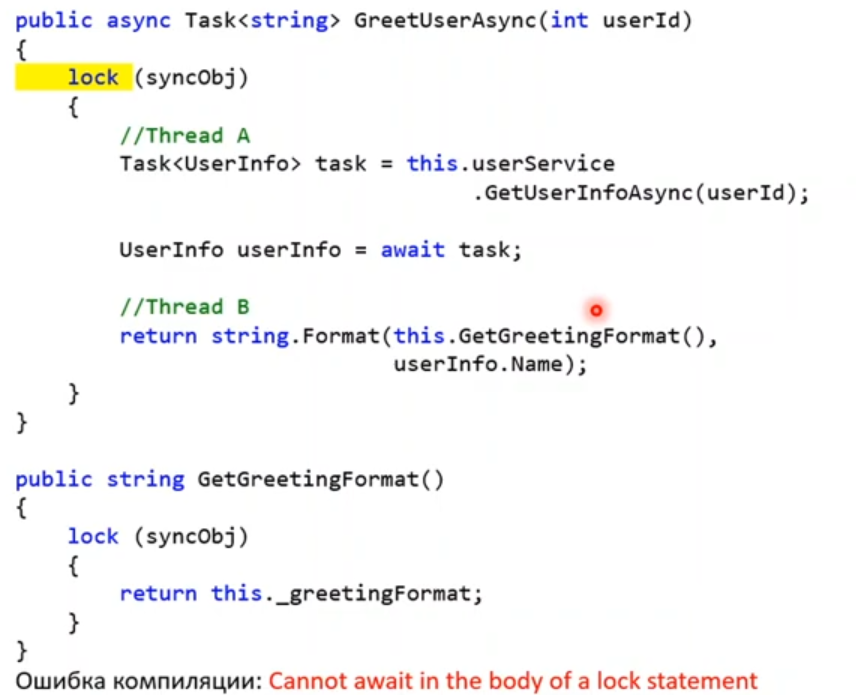 public async Task<string> GreetUserAsync(int userId)
{
    lock (syncObj)
    {
        //Thread A
        Task<UserInfo> task = this.userService
                                   .GetUserInfoAsync(userId);
        UserInfo userInfo = await task;
        //Thread B
        return string.Format(this.GetGreetingFormat(),
                             userInfo.Name);
    }
}
public string GetGreetingFormat()
{
    lock (syncObj)
    {
        return this._greetingFormat;
    }
}
Ошибка компиляции: Cannot await in the body of a lock statement